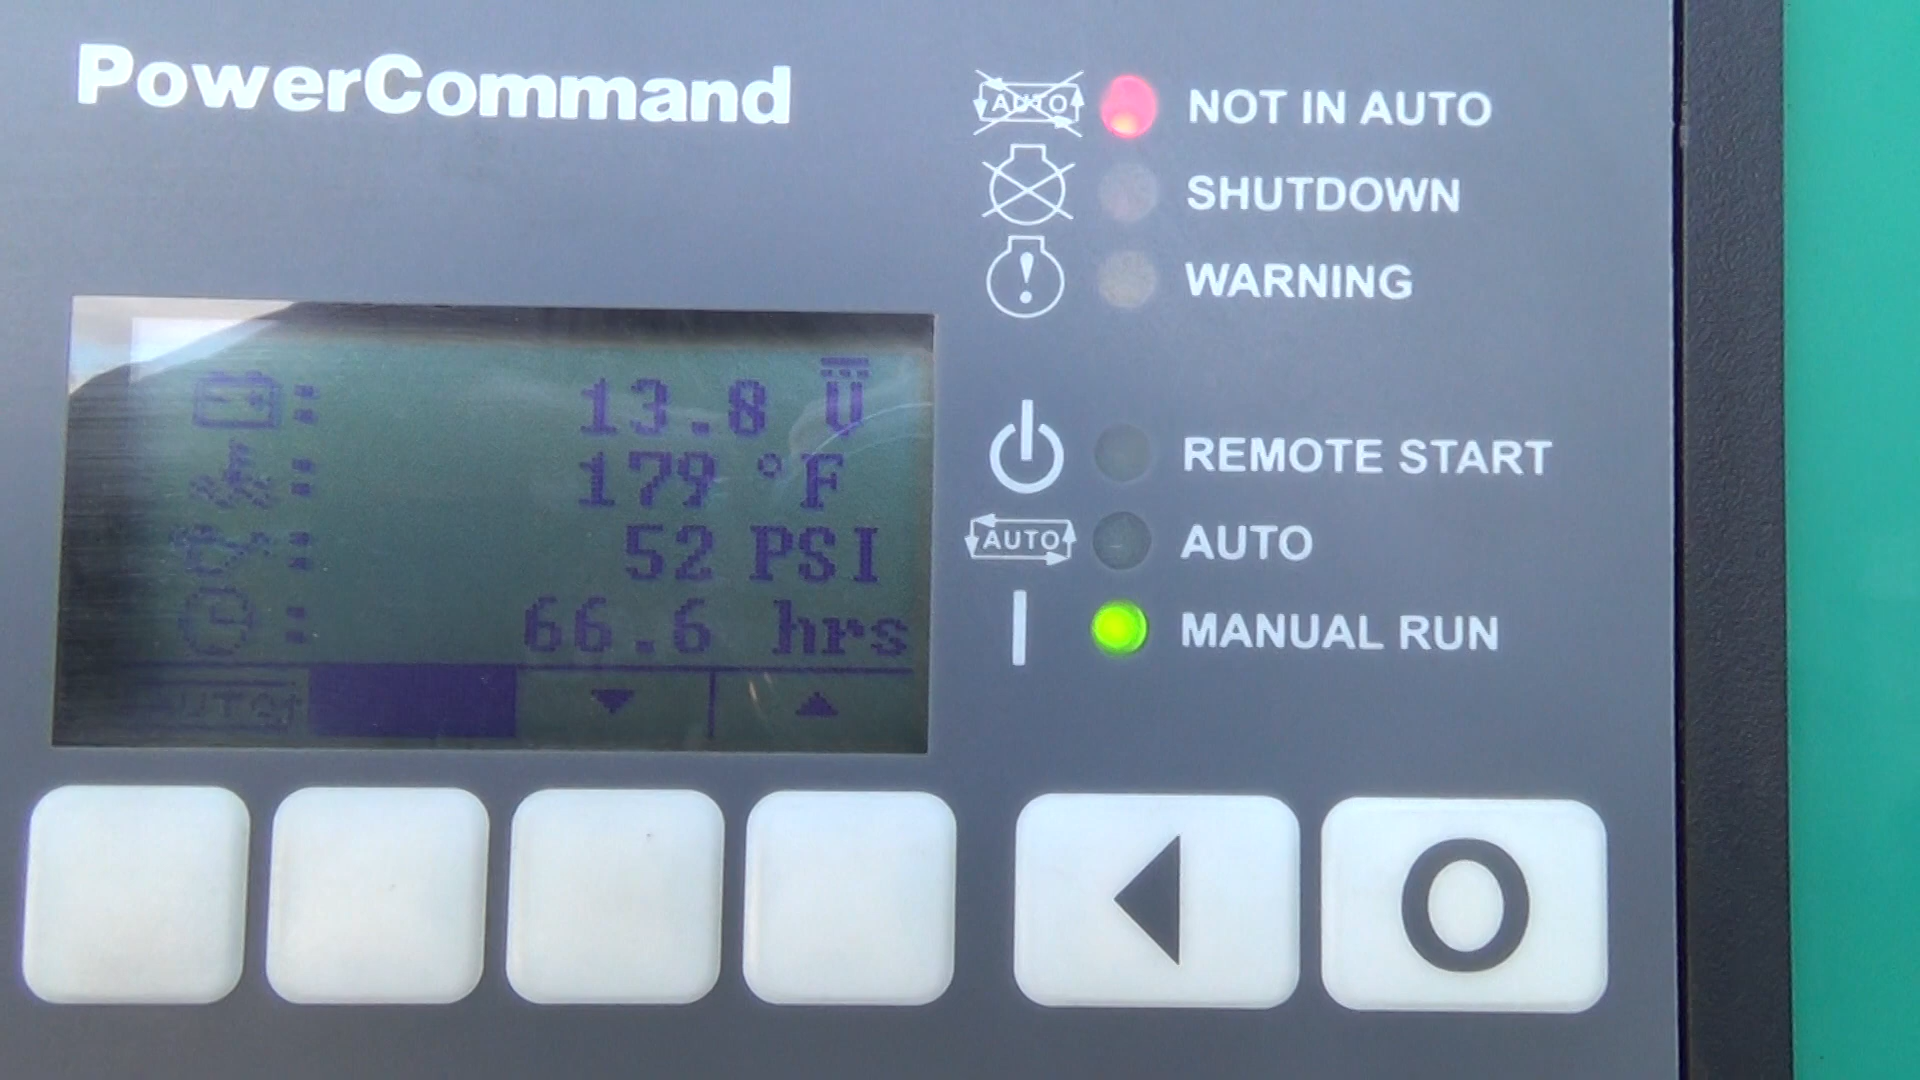 PowerCommand
AUTO NOT IN AUTO
SHUTDOWN
! WARNING
13.8 V
179 °F
52 PSI
66.6 hrs
AUTO
REMOTE START
AUTO AUTO
MANUAL RUN
O